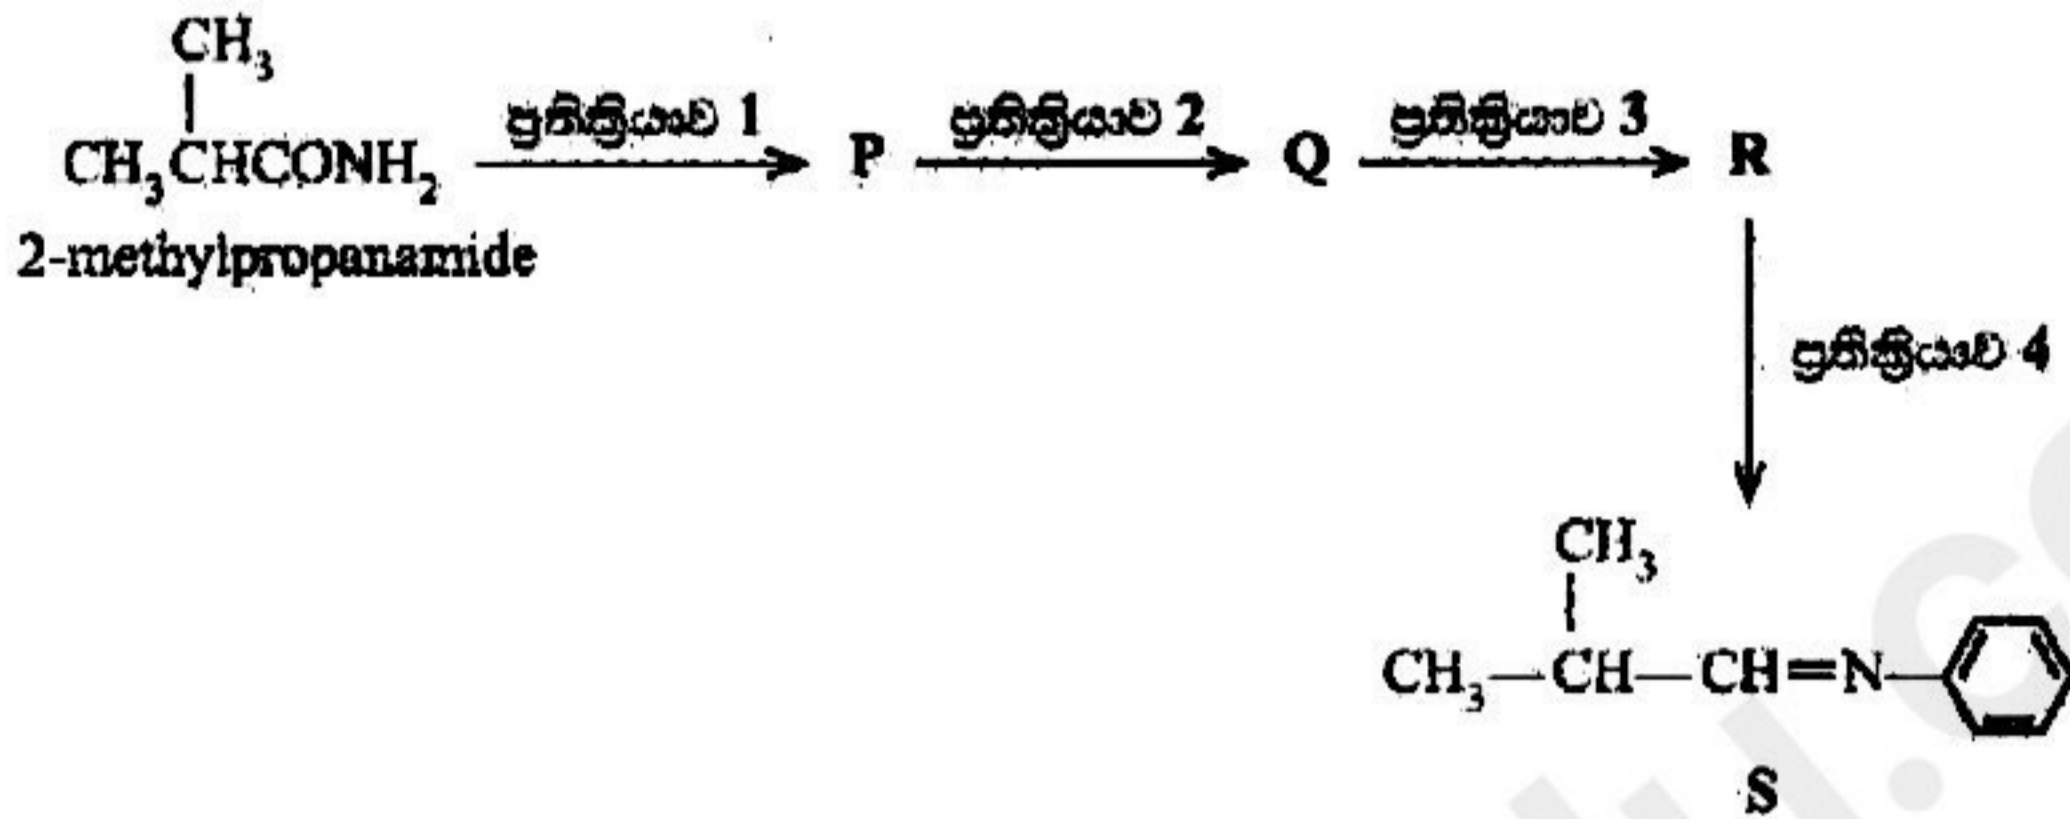 CH₃
CH₃CHCONH₂ ප්‍රතික්‍රියාව 1 P ප්‍රතික්‍රියාව 2 Q ප්‍රතික්‍රියාව 3 R
2-methylpropanamide
ප්‍රතික්‍රියාව 4
CH₃
CH₃—CH—CH=N
S